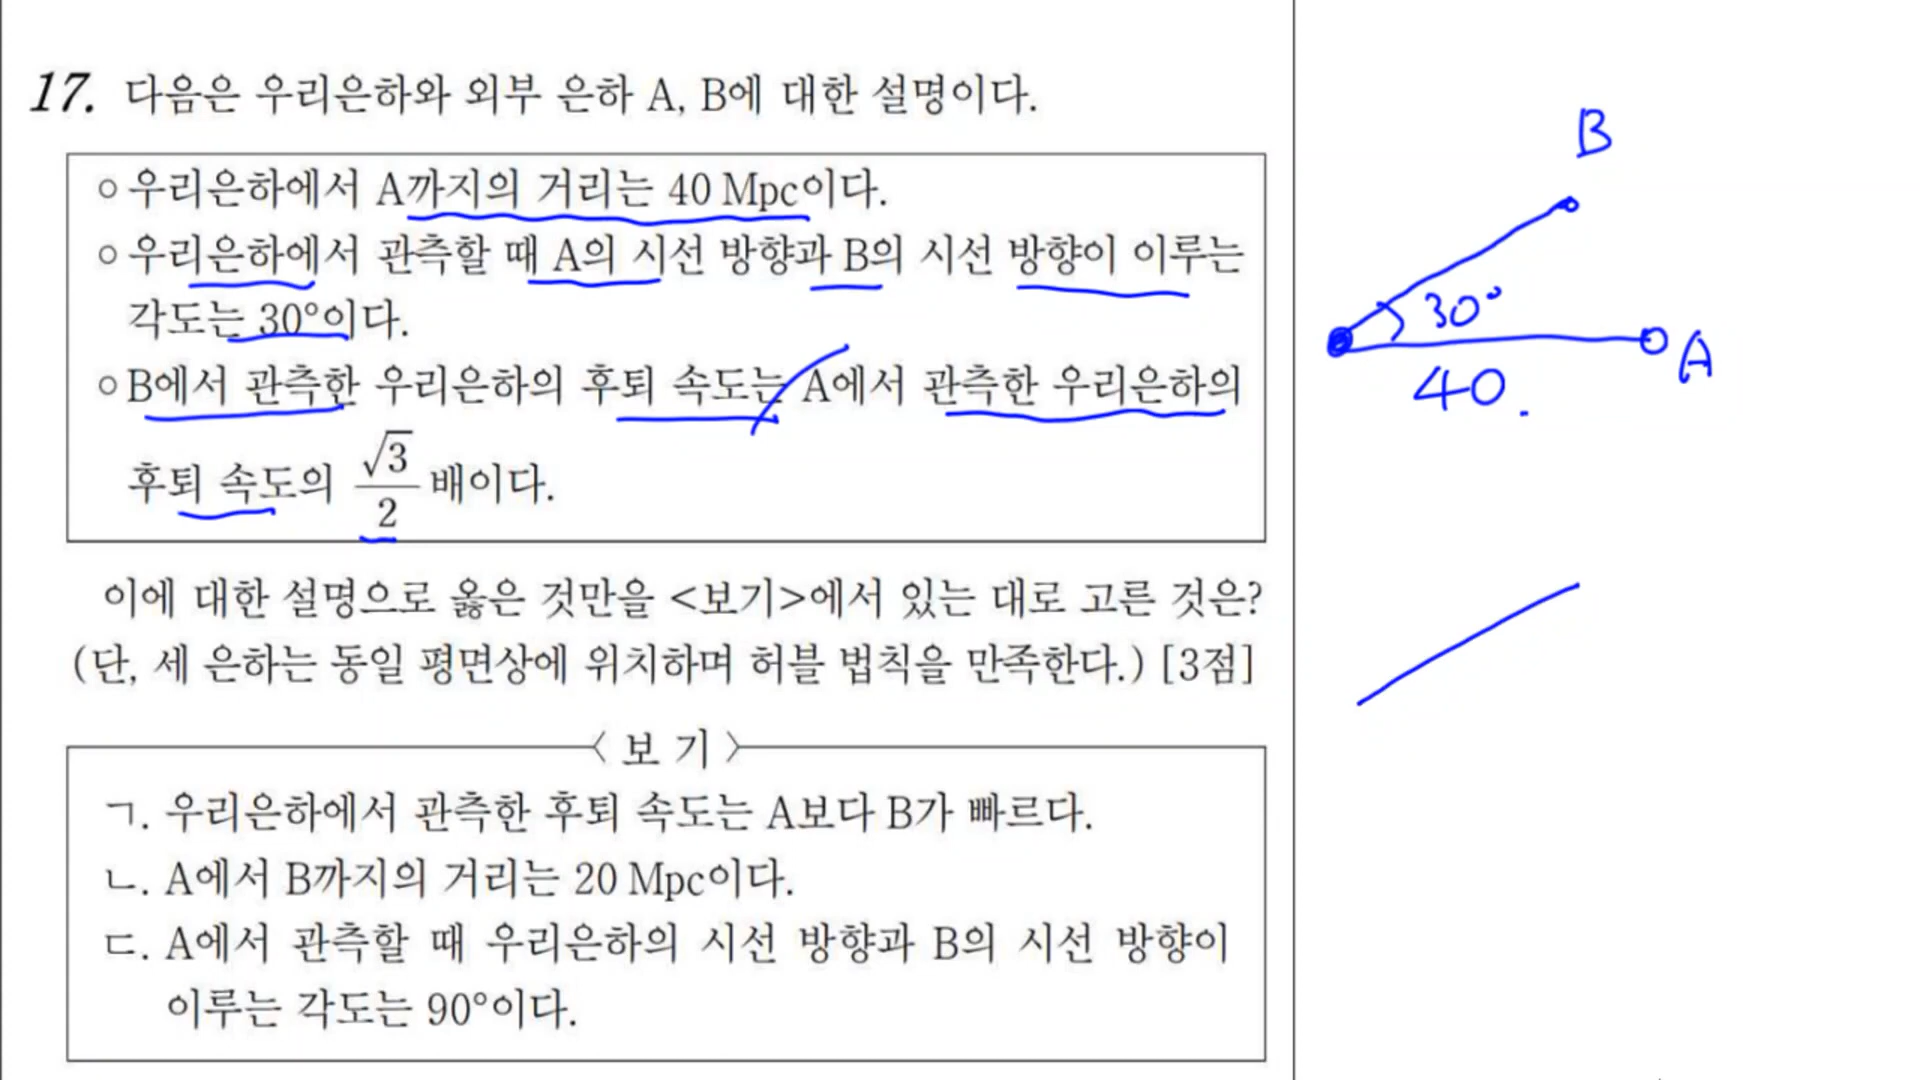 17. 다음은 우리은하와 외부 은하 A, B에 대한 설명이다.
○ 우리은하에서 A까지의 거리는 40 Mpc이다.
○ 우리은하에서 관측할 때 A의 시선 방향과 B의 시선 방향이 이루는
각도는 30°이다.
○ B에서 관측한 우리은하의 후퇴 속도는 A에서 관측한 우리은하의
후퇴 속도의 √3/2 배이다.
이에 대한 설명으로 옳은 것만을 <보기>에서 있는 대로 고른 것은?
(단, 세 은하는 동일 평면상에 위치하며 허블 법칙을 만족한다.) [3점]
〈 보 기 〉
ㄱ. 우리은하에서 관측한 후퇴 속도는 A보다 B가 빠르다.
ㄴ. A에서 B까지의 거리는 20 Mpc이다.
ㄷ. A에서 관측할 때 우리은하의 시선 방향과 B의 시선 방향이
이루는 각도는 90°이다.
B
30°
A
40.